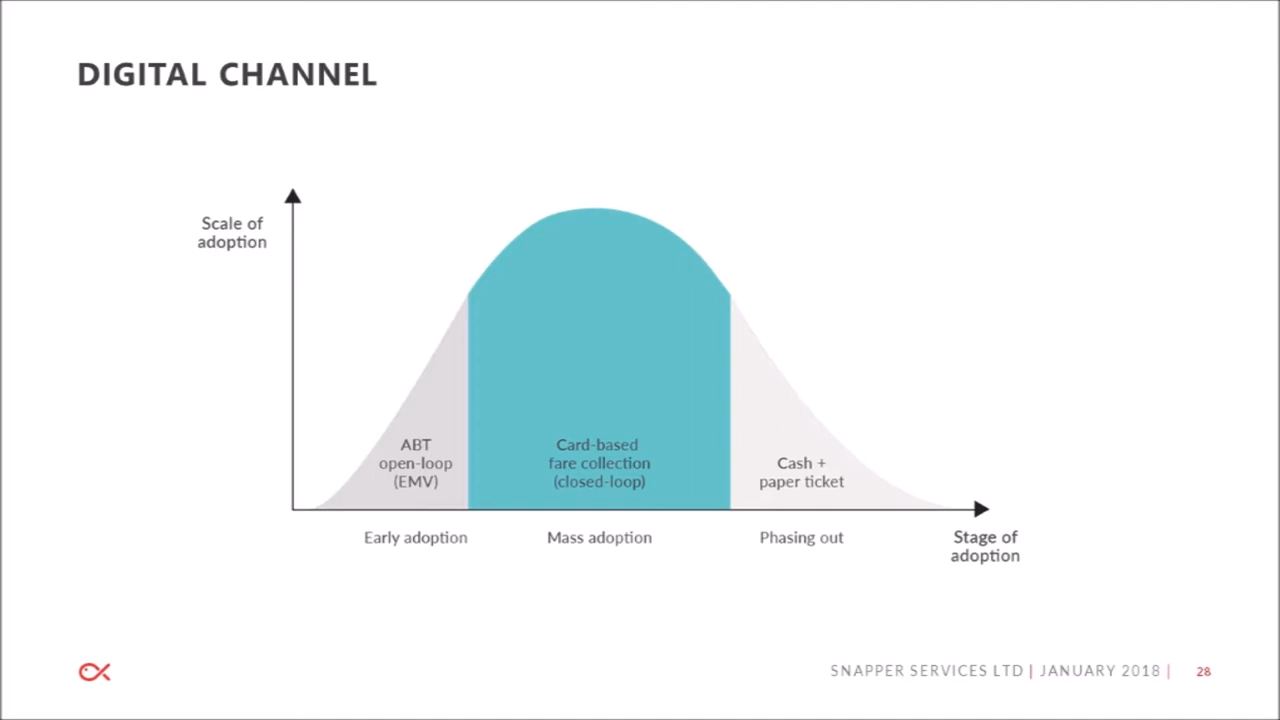 DIGITAL CHANNEL
Scale of
adoption
ABT
open-loop
(EMV)
Card-based
fare collection
(closed-loop)
Cash +
paper ticket
Early adoption
Mass adoption
Phasing out
Stage of
adoption
SNAPPER SERVICES LTD | JANUARY 2018 | 28